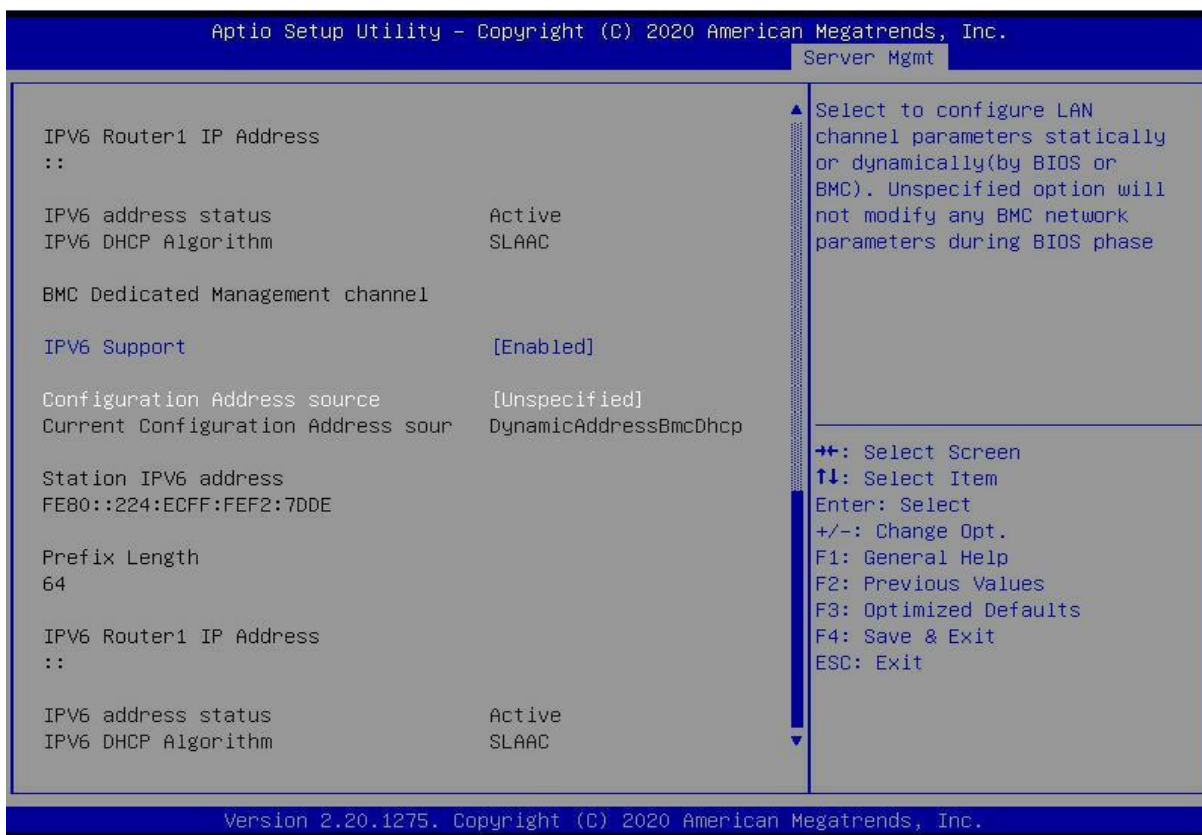 Aptio Setup Utility – Copyright (C) 2020 American Megatrends, Inc.
Server Mgmt
IPV6 Router1 IP Address
::
IPV6 address status Active
IPV6 DHCP Algorithm SLAAC
BMC Dedicated Management channel
IPV6 Support [Enabled]
Configuration Address source [Unspecified]
Current Configuration Address sour DynamicAddressBmcDhcp
Station IPV6 address
FE80::224:ECFF:FEF2:7DDE
Prefix Length
64
IPV6 Router1 IP Address
::
IPV6 address status Active
IPV6 DHCP Algorithm SLAAC
Select to configure LAN
channel parameters statically
or dynamically(by BIOS or
BMC). Unspecified option will
not modify any BMC network
parameters during BIOS phase
→←: Select Screen
↑↓: Select Item
Enter: Select
+/-: Change Opt.
F1: General Help
F2: Previous Values
F3: Optimized Defaults
F4: Save & Exit
ESC: Exit
Version 2.20.1275. Copyright (C) 2020 American Megatrends, Inc.